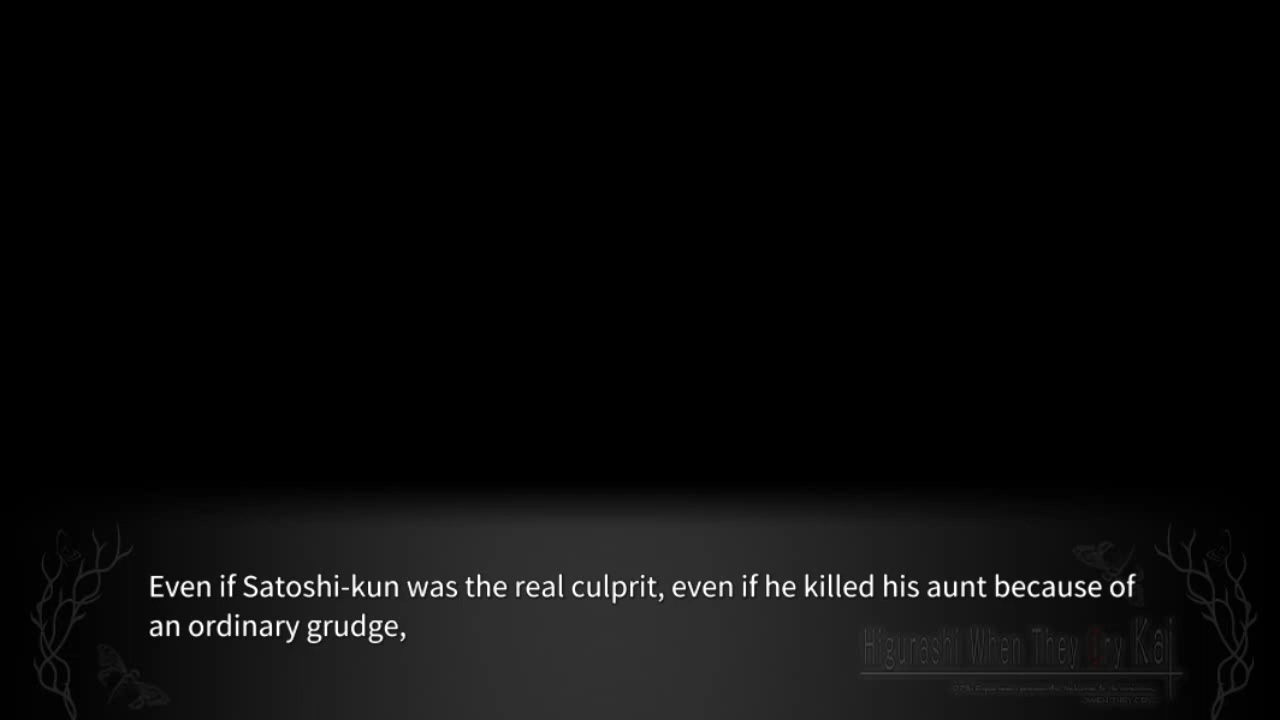 Even if Satoshi-kun was the real culprit, even if he killed his aunt because of
an ordinary grudge,
Higurashi When They Cry Kai